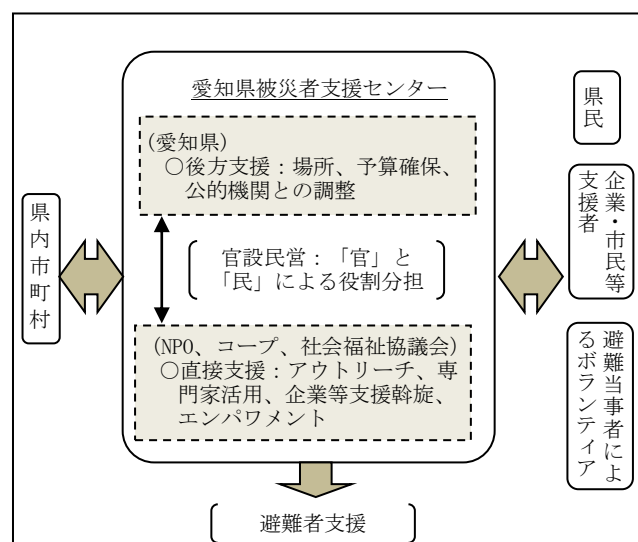 愛知県被災者支援センター
(愛知県)
○後方支援：場所、予算確保、
公的機関との調整
官設民営：「官」と
「民」による役割分担
(NPO、コープ、社会福祉協議会)
○直接支援：アウトリーチ、専
門家活用、企業等支援斡旋、
エンパワメント
避難者支援
県内市町村
県民
企業・市民等
支援者
避難当事者によ
るボランティア